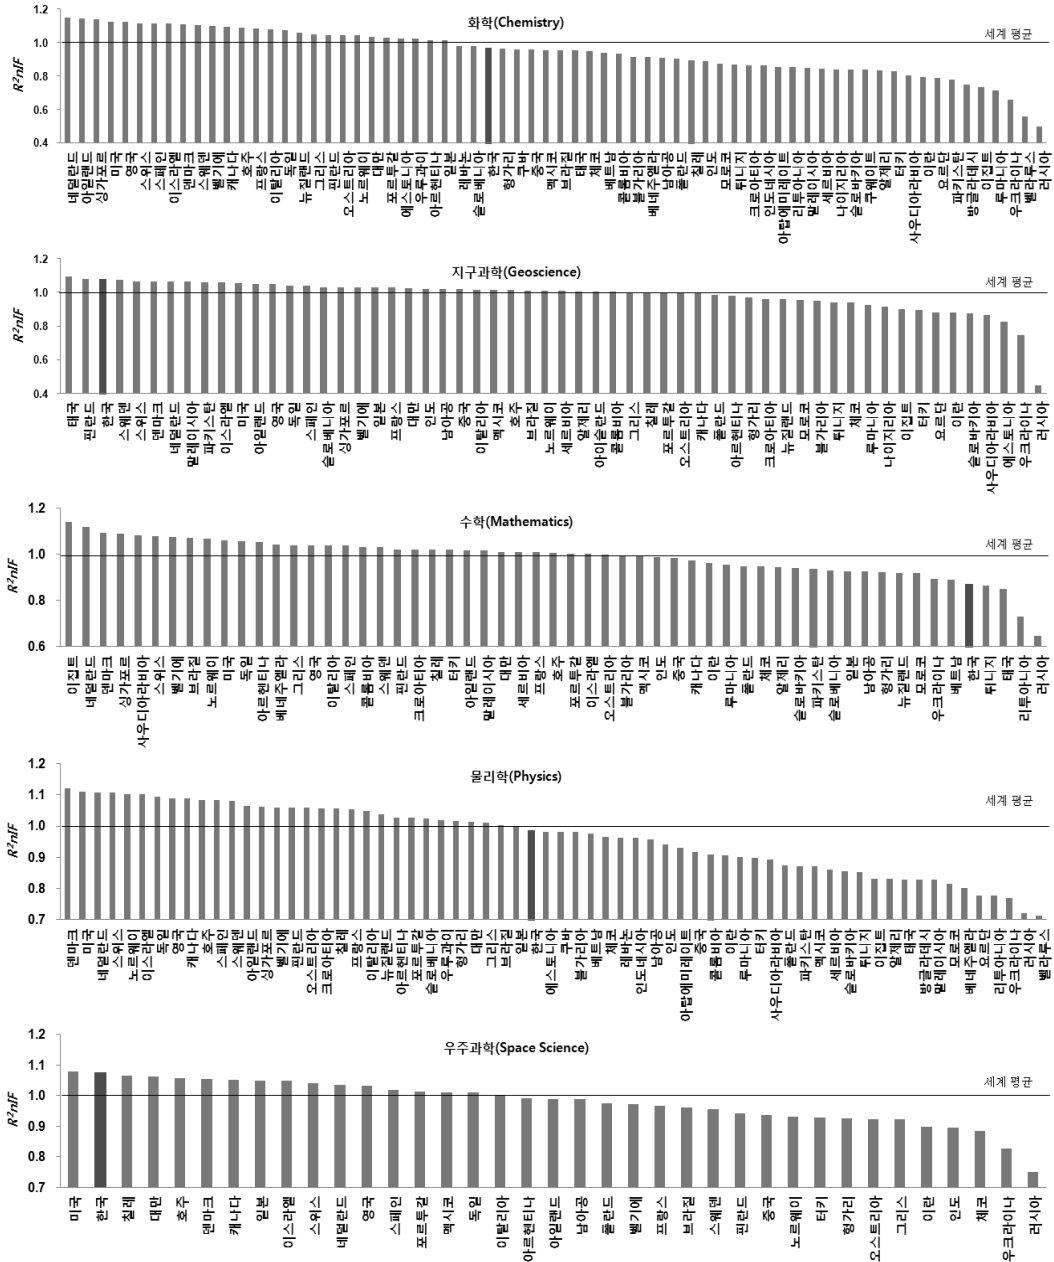 화학(Chemistry)
세계 평균
R²nIF
1.2
1.0
0.8
0.6
0.4
네덜란드 아일랜드 싱가포르 미국 영국 스위스 스페인 이스라엘 덴마크 스웨덴 벨기에 캐나다 호주 프랑스 이탈리아 독일 뉴질랜드 그리스 핀란드 오스트리아 노르웨이 대만 포르투갈 에스토니아 우루과이 아르헨티나 일본 레바논 슬로베니아 한국 헝가리 쿠바 중국 멕시코 브라질 태국 체코 베트남 콜롬비아 불가리아 베네주엘라 남아공 폴란드 칠레 인도 모로코 튀니지 크로아티아 인도네시아 아랍에미레이트 리투아니아 말레이시아 세르비아 나이지리아 슬로바키아 쿠웨이트 알제리 터키 사우디아라비아 이란 요르단 파키스탄 방글라데시 이집트 루마니아 우크라이나 벨라루스 러시아
지구과학(Geoscience)
세계 평균
R²nIF
1.2
1.0
0.8
0.6
0.4
태국 핀란드 한국 스웨덴 스위스 덴마크 네덜란드 말레이시아 파키스탄 이스라엘 미국 아일랜드 영국 독일 스페인 슬로베니아 싱가포르 벨기에 일본 프랑스 대만 인도 남아공 중국 이탈리아 멕시코 호주 브라질 노르웨이 세르비아 알제리 아이슬란드 콜롬비아 그리스 칠레 포르투갈 오스트리아 캐나다 폴란드 아르헨티나 헝가리 크로아티아 뉴질랜드 모로코 불가리아 튀니지 체코 루마니아 나이지리아 이집트 터키 요르단 이란 슬로바키아 사우디아라비아 에스토니아 우크라이나 러시아
수학(Mathematics)
세계 평균
R²nIF
1.2
1.0
0.8
0.6
이집트 네덜란드 덴마크 싱가포르 사우디아라비아 스위스 벨기에 브라질 노르웨이 미국 독일 아르헨티나 베네주엘라 그리스 영국 이탈리아 스페인 콜롬비아 스웨덴 핀란드 크로아티아 칠레 터키 아일랜드 말레이시아 대만 세르비아 프랑스 호주 포르투갈 이스라엘 오스트리아 불가리아 멕시코 인도 중국 캐나다 이란 루마니아 폴란드 체코 알제리 슬로바키아 파키스탄 슬로베니아 일본 남아공 헝가리 뉴질랜드 모로코 우크라이나 베트남 한국 튀니지 태국 리투아니아 러시아
물리학(Physics)
세계 평균
R²nIF
1.2
1.1
1.0
0.9
0.8
0.7
덴마크 미국 네덜란드 스위스 노르웨이 이스라엘 독일 영국 캐나다 호주 스페인 스웨덴 아일랜드 싱가포르 벨기에 핀란드 오스트리아 크로아티아 칠레 프랑스 이탈리아 뉴질랜드 아르헨티나 포르투갈 슬로베니아 우루과이 헝가리 대만 그리스 브라질 일본 한국 에스토니아 쿠바 불가리아 베트남 체코 레바논 인도네시아 남아공 인도 아랍에미레이트 중국 콜롬비아 이란 루마니아 터키 사우디아라비아 폴란드 파키스탄 멕시코 세르비아 슬로바키아 튀니지 이집트 알제리 태국 방글라데시 말레이시아 모로코 베네주엘라 요르단 리투아니아 우크라이나 러시아 벨라루스
우주과학(Space Science)
세계 평균
R²nIF
1.2
1.1
1.0
0.9
0.8
0.7
미국 한국 칠레 대만 호주 덴마크 캐나다 일본 이스라엘 스위스 네덜란드 영국 스페인 포르투갈 멕시코 독일 이탈리아 아르헨티나 아일랜드 남아공 폴란드 벨기에 프랑스 브라질 스웨덴 핀란드 중국 노르웨이 터키 헝가리 오스트리아 그리스 이란 인도 체코 우크라이나 러시아